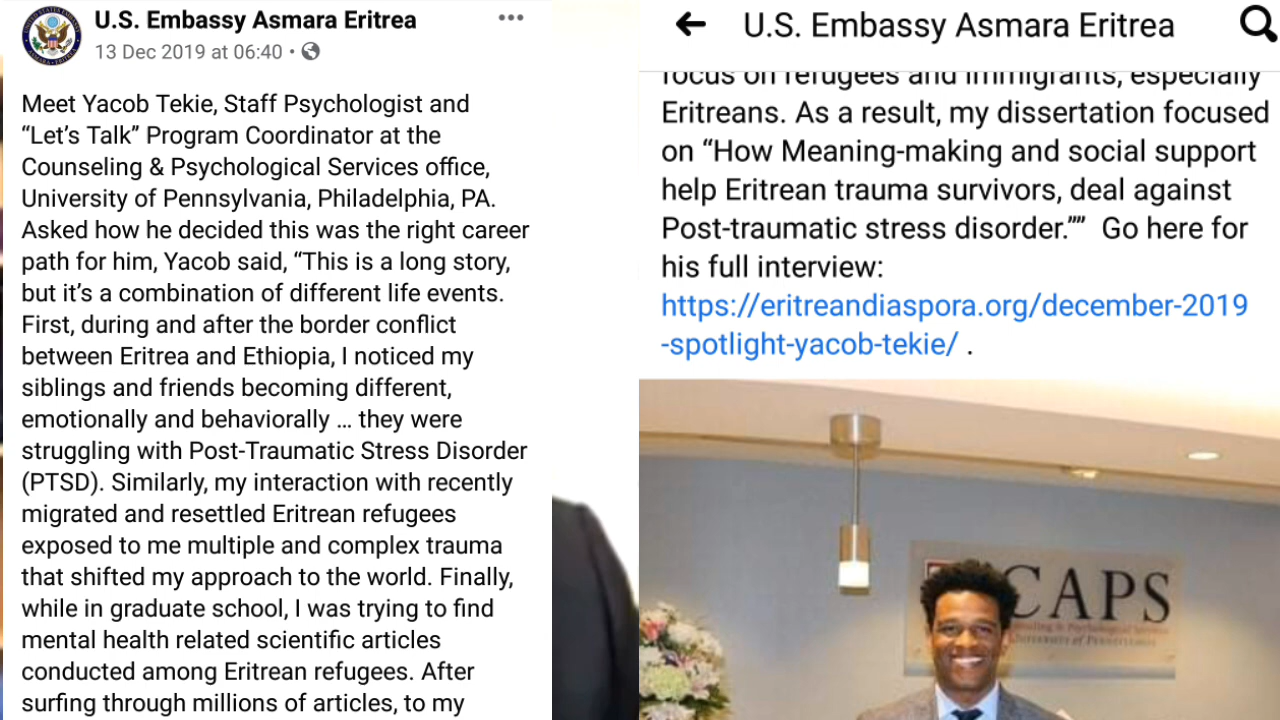 U.S. Embassy Asmara Eritrea
13 Dec 2019 at 06:40 •
Meet Yacob Tekie, Staff Psychologist and
“Let’s Talk” Program Coordinator at the
Counseling & Psychological Services office,
University of Pennsylvania, Philadelphia, PA.
Asked how he decided this was the right career
path for him, Yacob said, “This is a long story,
but it’s a combination of different life events.
First, during and after the border conflict
between Eritrea and Ethiopia, I noticed my
siblings and friends becoming different,
emotionally and behaviorally ... they were
struggling with Post-Traumatic Stress Disorder
(PTSD). Similarly, my interaction with recently
migrated and resettled Eritrean refugees
exposed to me multiple and complex trauma
that shifted my approach to the world. Finally,
while in graduate school, I was trying to find
mental health related scientific articles
conducted among Eritrean refugees. After
surfing through millions of articles, to my
U.S. Embassy Asmara Eritrea
focus on refugees and immigrants, especially
Eritreans. As a result, my dissertation focused
on “How Meaning-making and social support
help Eritrean trauma survivors, deal against
Post-traumatic stress disorder.”” Go here for
his full interview:
https://eritreandiaspora.org/december-2019
-spotlight-yacob-tekie/ .
CAPS
University of Pennsylvania